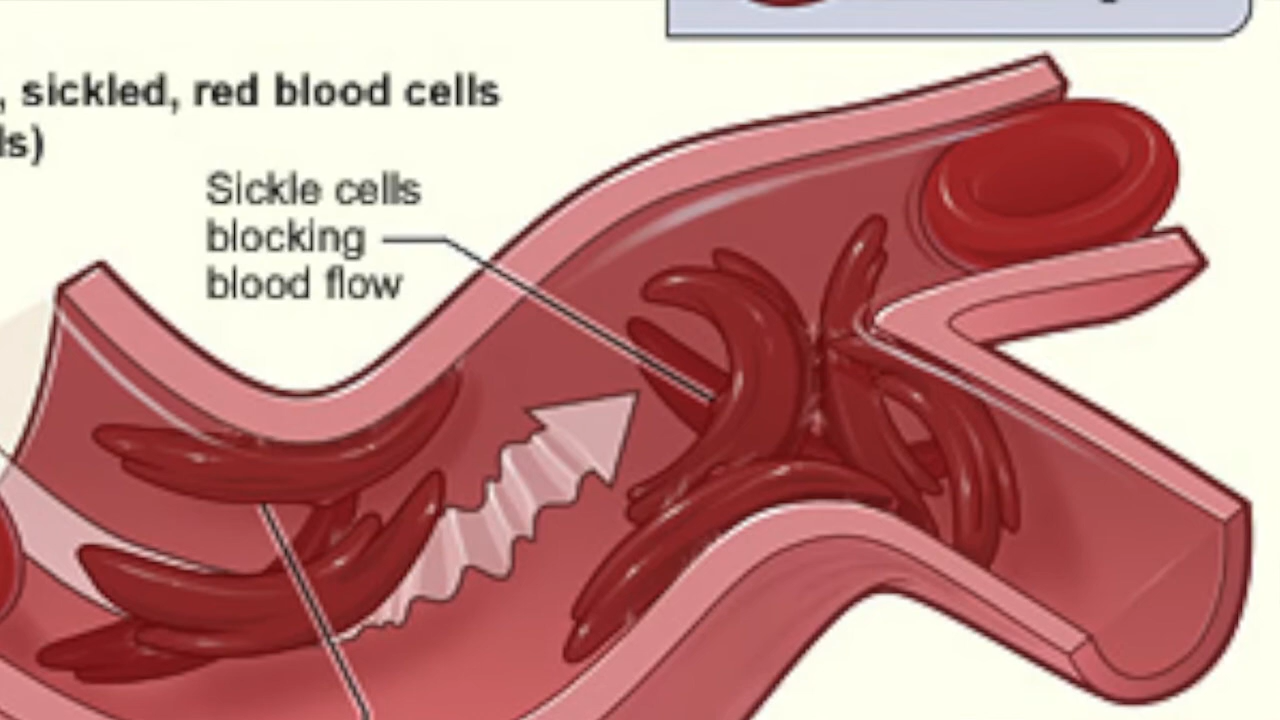 , sickled, red blood cells
ls)
Sickle cells
blocking
blood flow